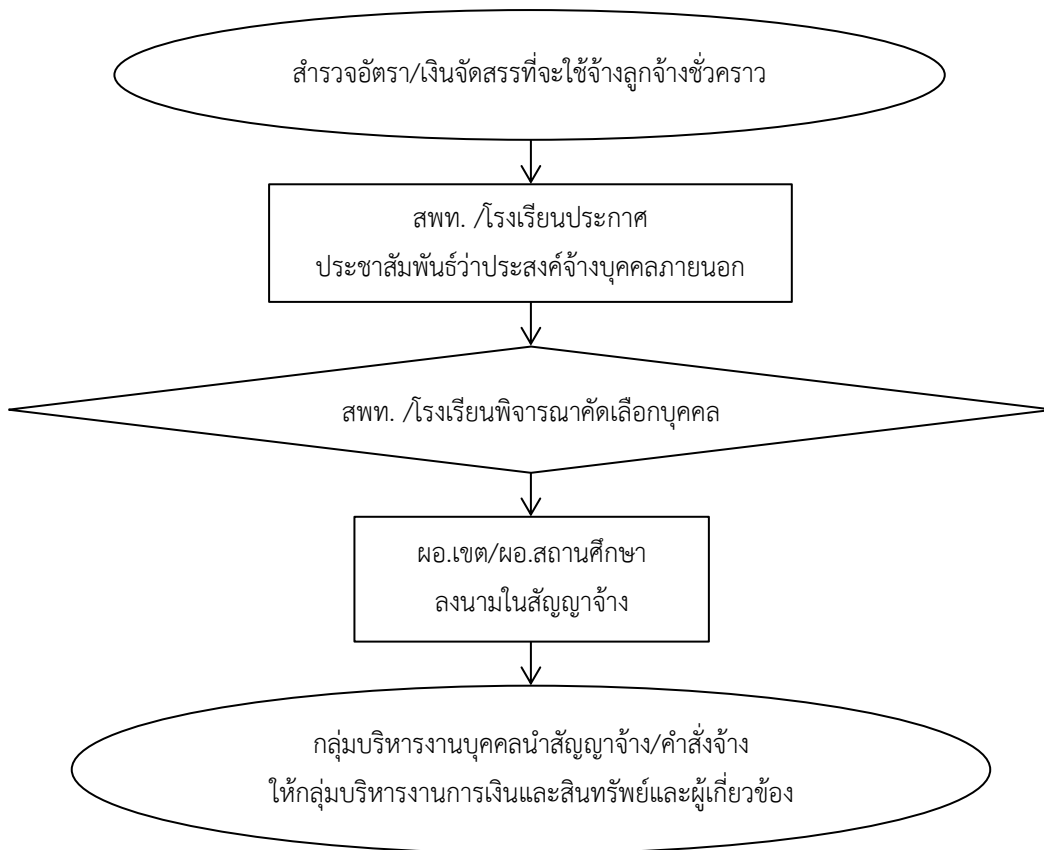 สำรวจอัตรา/เงินจัดสรรที่จะใช้จ้างลูกจ้างชั่วคราว
สพท. /โรงเรียนประกาศ
ประชาสัมพันธ์ว่าประสงค์จ้างบุคคลภายนอก
สพท. /โรงเรียนพิจารณาคัดเลือกบุคคล
ผอ.เขต/ผอ.สถานศึกษา
ลงนามในสัญญาจ้าง
กลุ่มบริหารงานบุคคลนำสัญญาจ้าง/คำสั่งจ้าง
ให้กลุ่มบริหารงานการเงินและสินทรัพย์และผู้เกี่ยวข้อง